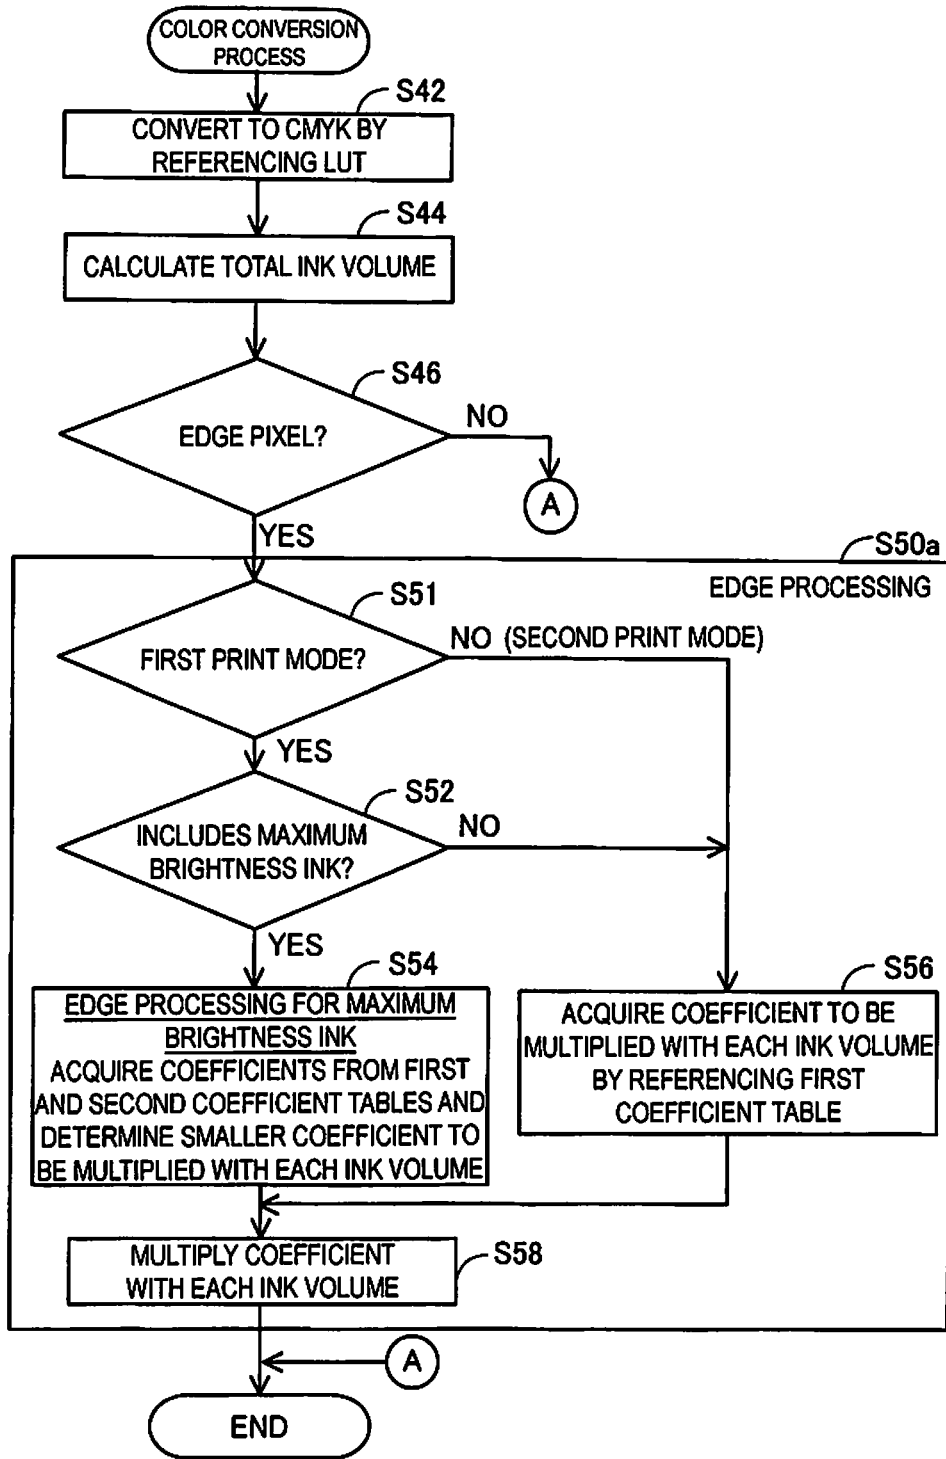 COLOR CONVERSION
PROCESS
S42
CONVERT TO CMYK BY
REFERENCING LUT
S44
CALCULATE TOTAL INK VOLUME
S46
EDGE PIXEL?
NO
A
YES
S50a
EDGE PROCESSING
S51
FIRST PRINT MODE?
NO (SECOND PRINT MODE)
YES
S52
INCLUDES MAXIMUM
BRIGHTNESS INK?
NO
YES
S54
EDGE PROCESSING FOR MAXIMUM
BRIGHTNESS INK
ACQUIRE COEFFICIENTS FROM FIRST
AND SECOND COEFFICIENT TABLES AND
DETERMINE SMALLER COEFFICIENT TO
BE MULTIPLIED WITH EACH INK VOLUME
S56
ACQUIRE COEFFICIENT TO BE
MULTIPLIED WITH EACH INK VOLUME
BY REFERENCING FIRST
COEFFICIENT TABLE
MULTIPLY COEFFICIENT
WITH EACH INK VOLUME
S58
A
END